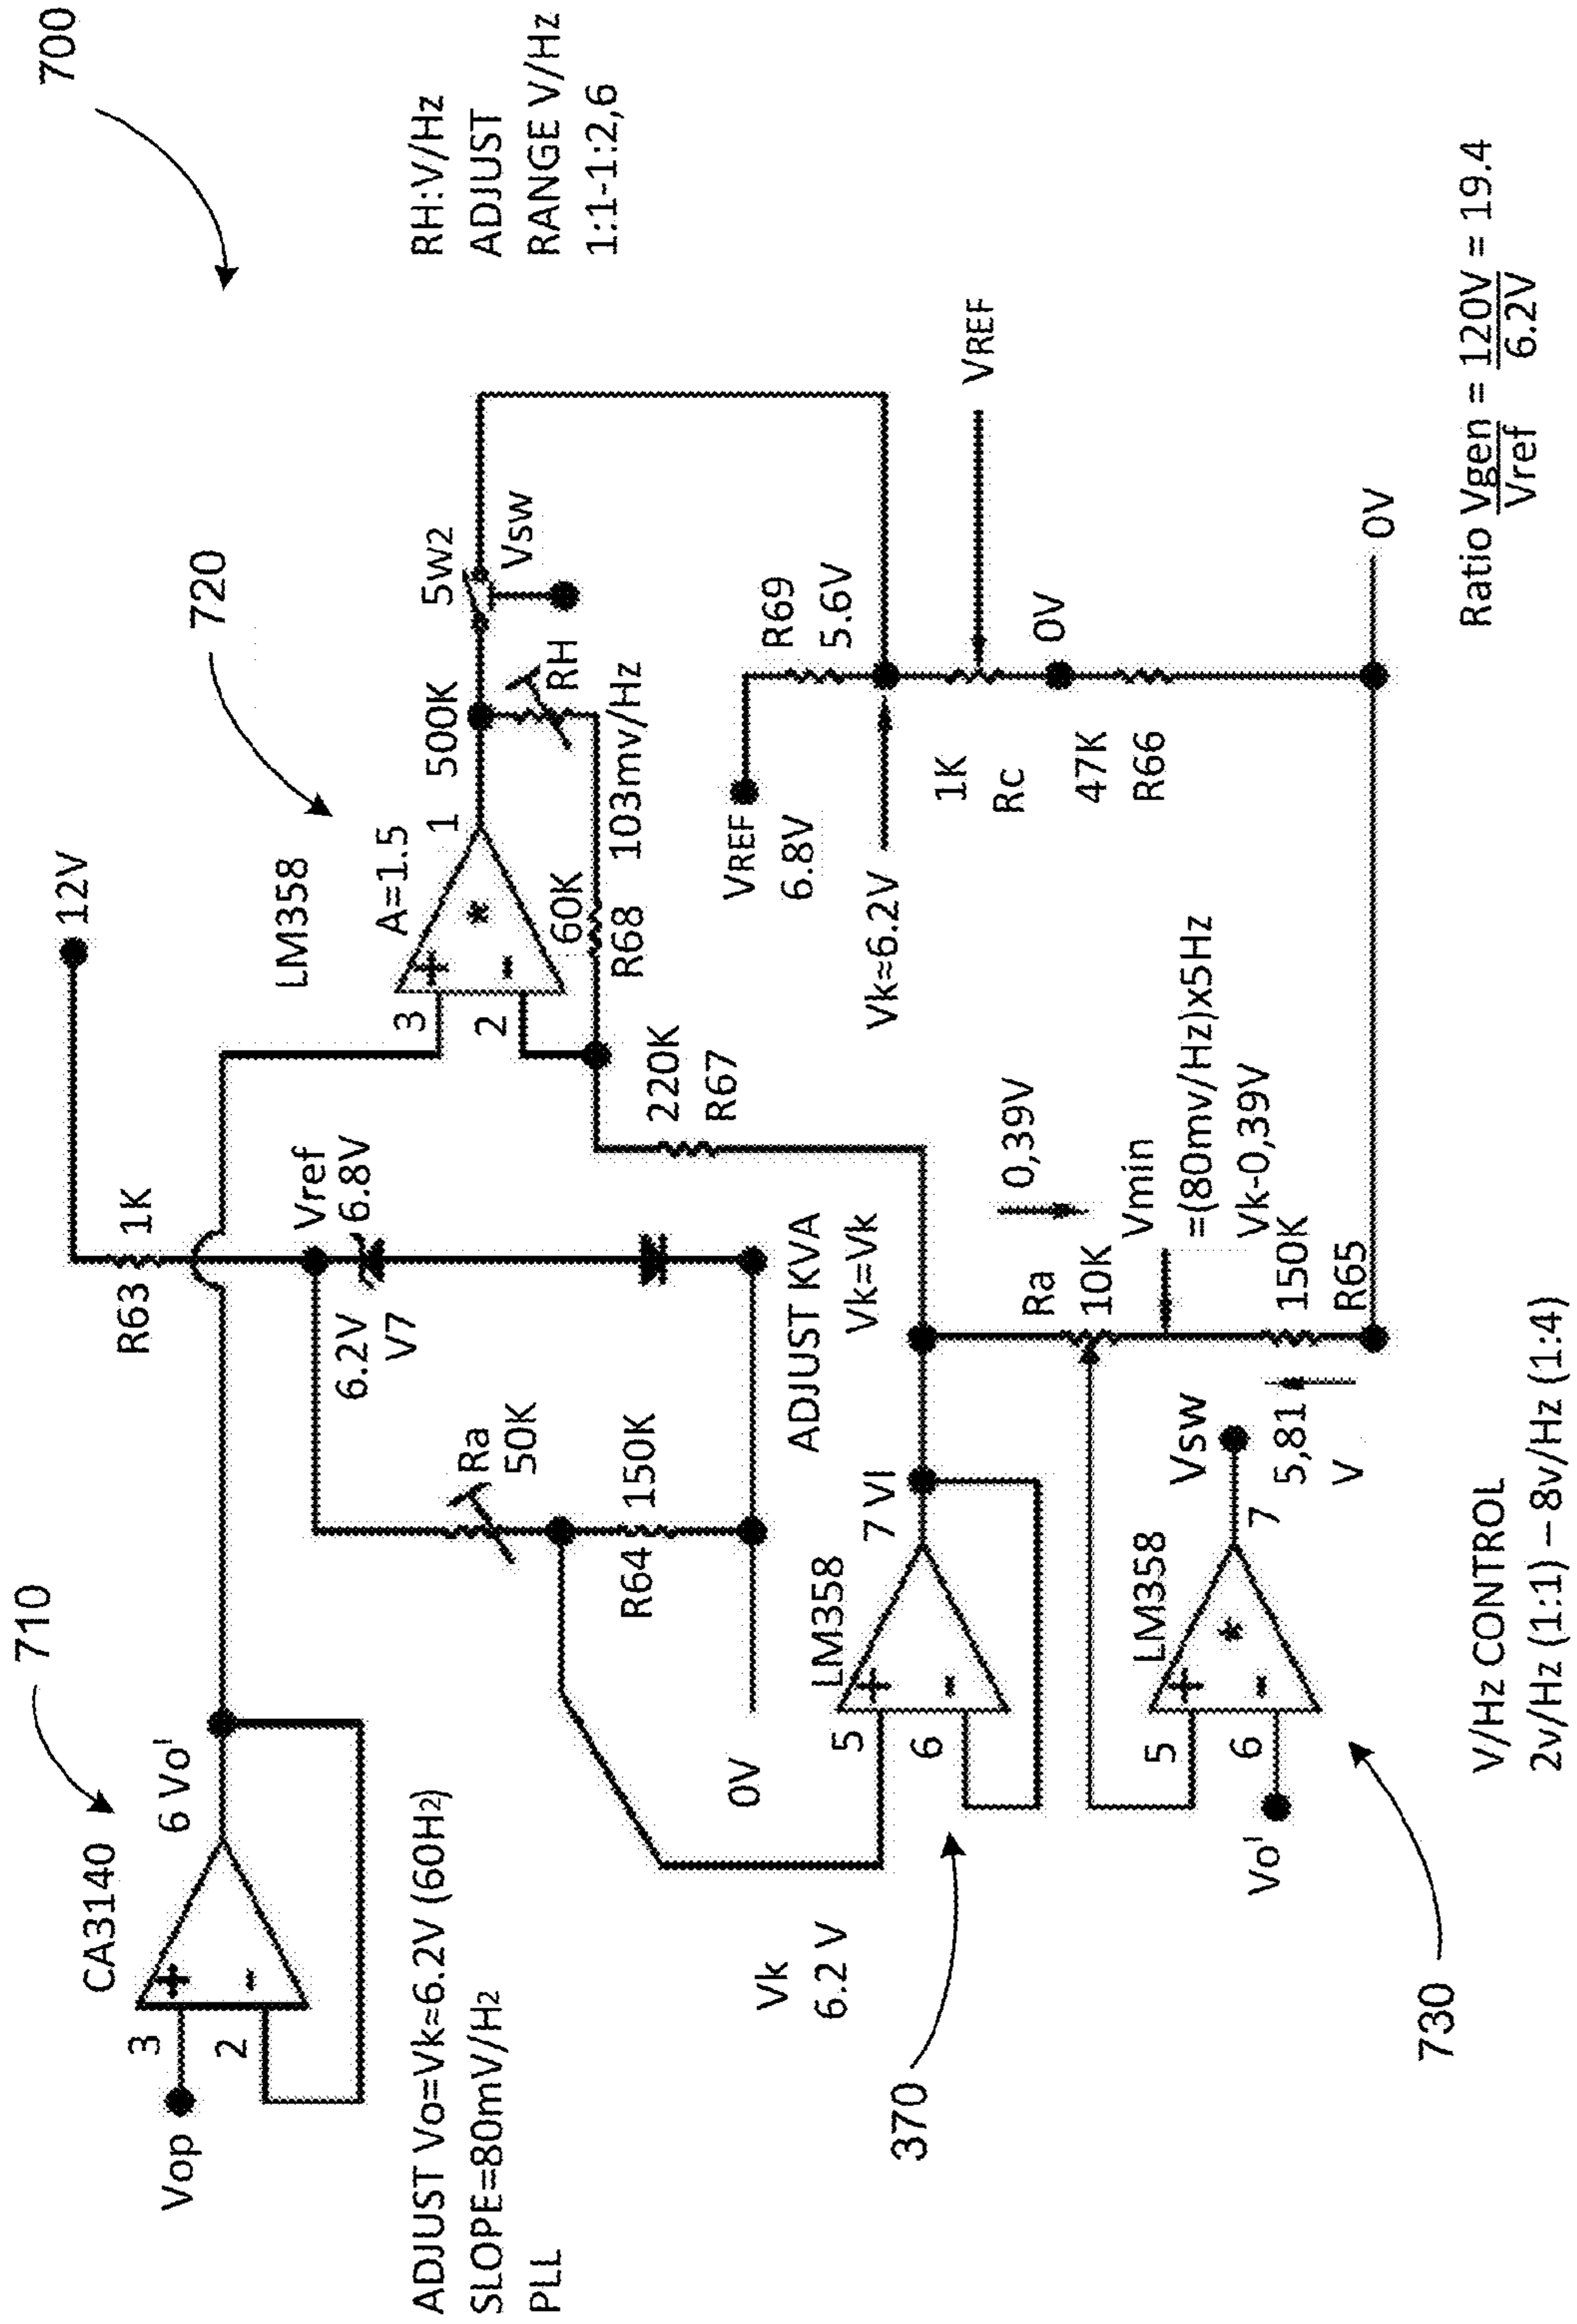 700
710
720
CA3140
3
2
6 Vo'
Vop
ADJUST Vo=Vk≈6.2V (60H2)
SLOPE=80mV/H2
PLL
12V
R63
1K
Vref
6.8V
6.2V
V7
Ra
50K
R64
150K
0V
ADJUST KVA
Vk=Vk
LM358
A=1.5
3
2
1
*
500K
5W2
Vsw
RH
60K
R68
103mv/Hz
220K
R67
RH:V/Hz
ADJUST
RANGE V/Hz
1:1-1:2,6
VREF
6.8V
R69
5.6V
Vk≈6.2V
1K
Rc
VREF
0V
47K
R66
0V
Vk
6.2 V
370
LM358
5
6
7 VI
0,39V
Ra
10K
Vmin
=(80mv/Hz)x5Hz
Vk-0,39V
150K
R65
5,81
V
LM358
5
6
7
*
Vsw
Vo'
730
V/Hz CONTROL
2v/Hz (1:1) – 8v/Hz (1:4)
Ratio Vgen = 120V = 19.4
Vref 6.2V